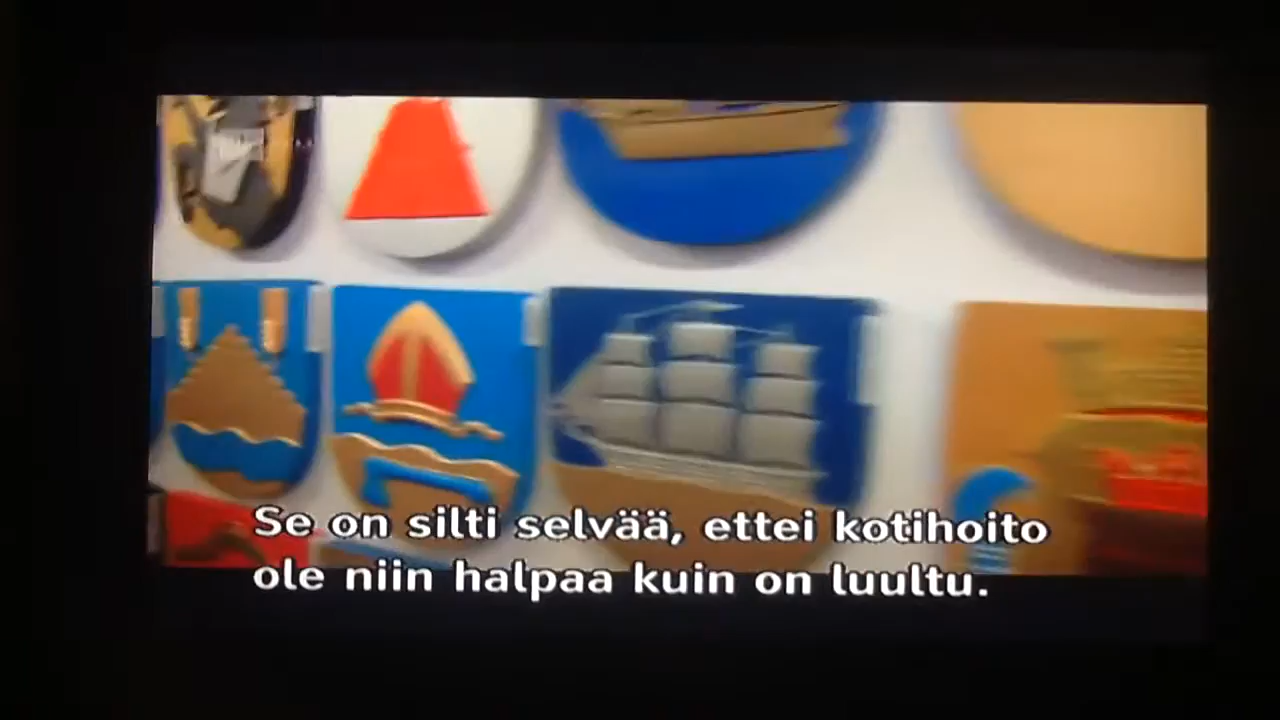 Se on silti selvää, ettei kotihoito
ole niin halpaa kuin on luultu.